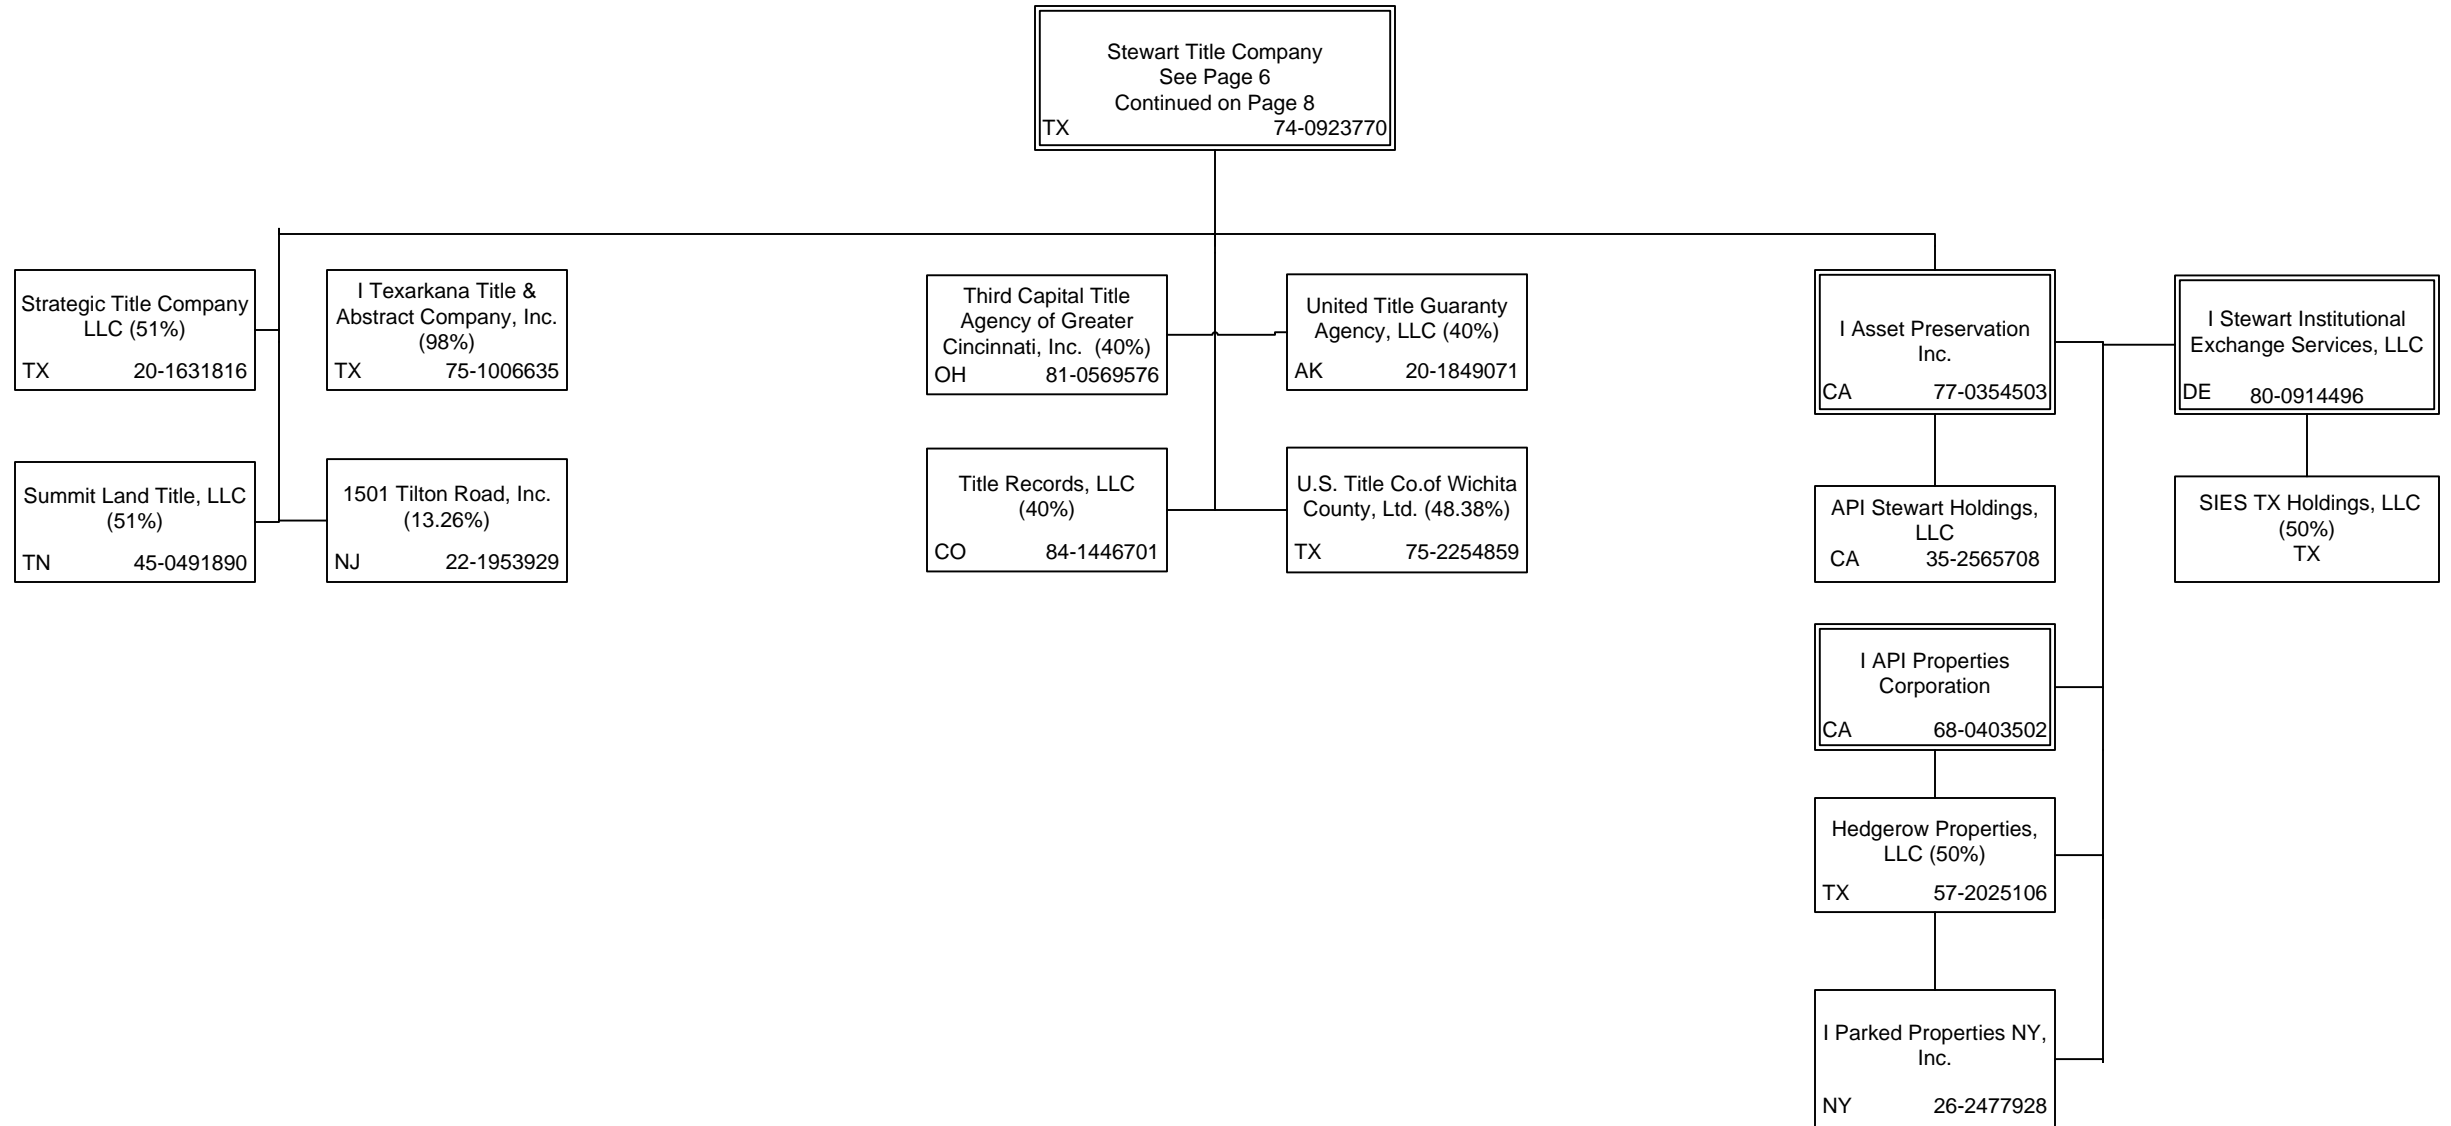 Stewart Title Company
See Page 6
Continued on Page 8
TX 74-0923770
Strategic Title Company
LLC (51%)
TX 20-1631816
I Texarkana Title &
Abstract Company, Inc.
(98%)
TX 75-1006635
Third Capital Title
Agency of Greater
Cincinnati, Inc. (40%)
OH 81-0569576
United Title Guaranty
Agency, LLC (40%)
AK 20-1849071
I Asset Preservation
Inc.
CA 77-0354503
I Stewart Institutional
Exchange Services, LLC
DE 80-0914496
Summit Land Title, LLC
(51%)
TN 45-0491890
1501 Tilton Road, Inc.
(13.26%)
NJ 22-1953929
Title Records, LLC
(40%)
CO 84-1446701
U.S. Title Co.of Wichita
County, Ltd. (48.38%)
TX 75-2254859
API Stewart Holdings,
LLC
CA 35-2565708
SIES TX Holdings, LLC
(50%)
TX
I API Properties
Corporation
CA 68-0403502
Hedgerow Properties,
LLC (50%)
TX 57-2025106
I Parked Properties NY,
Inc.
NY 26-2477928